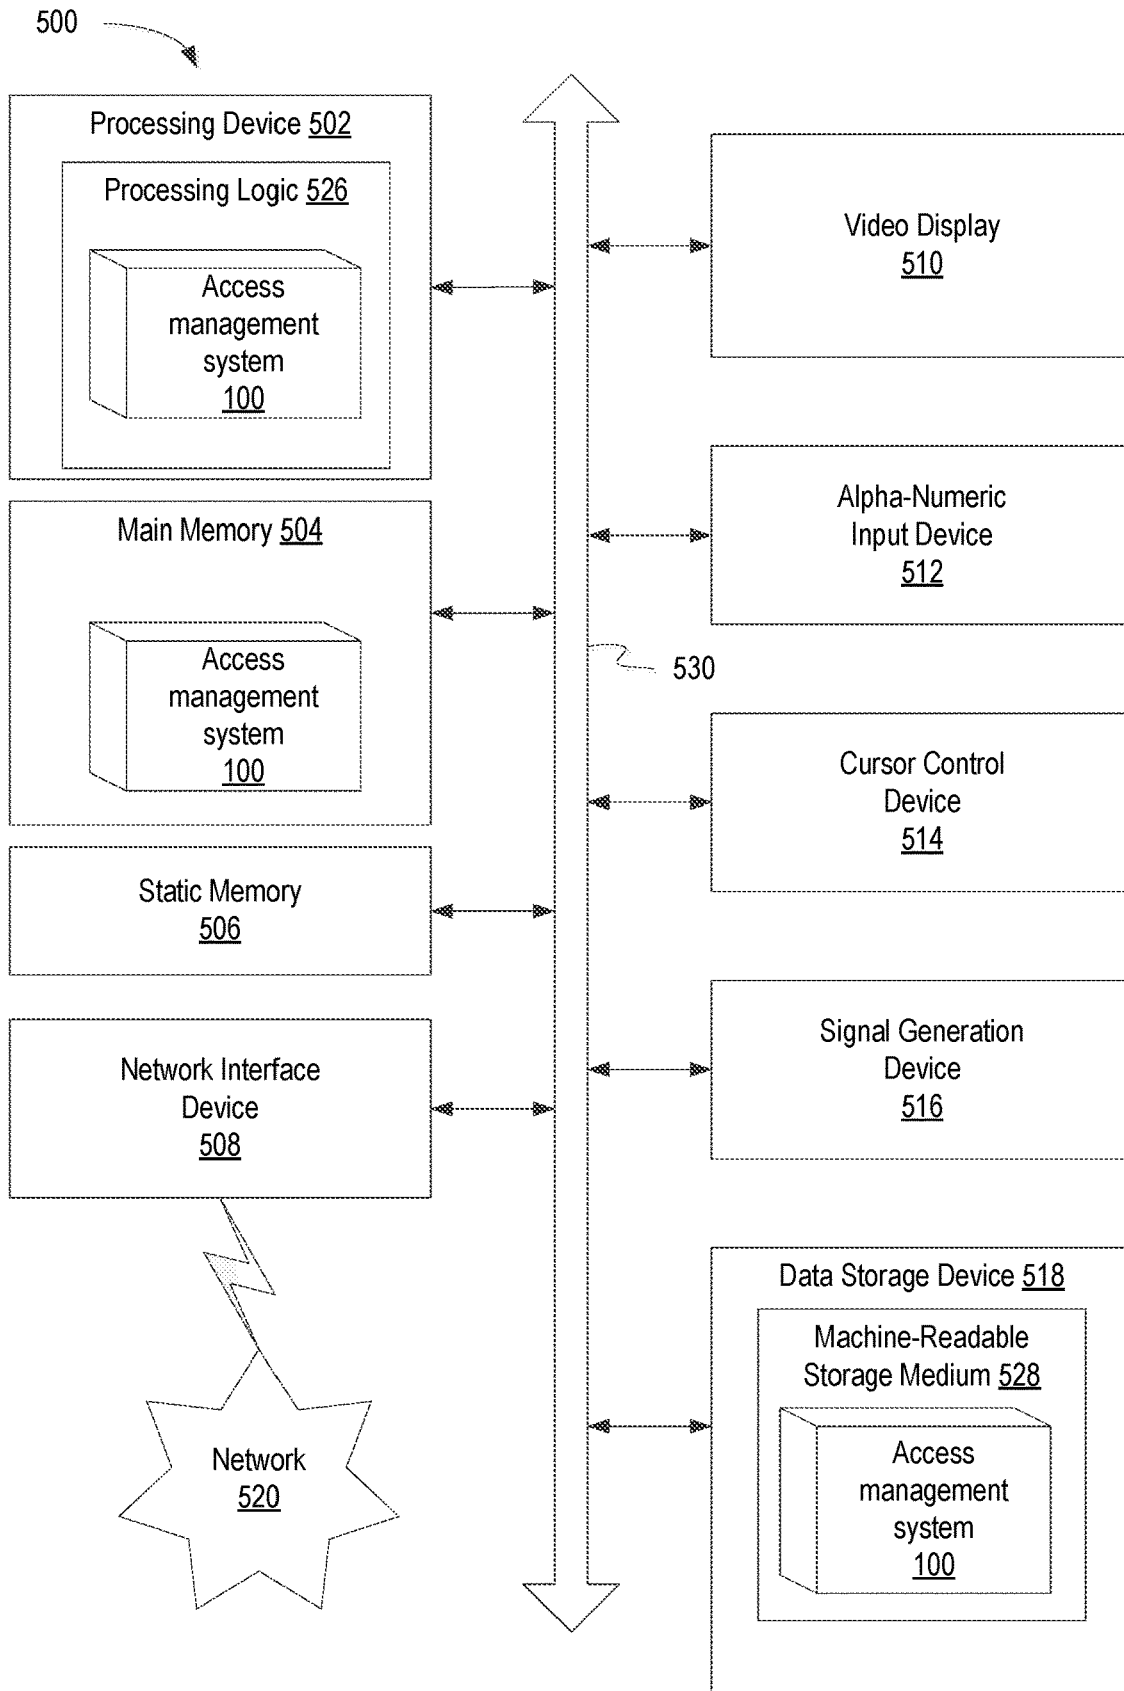 500
Processing Device 502
Processing Logic 526
Access
management
system
100
Main Memory 504
Access
management
system
100
Static Memory
506
Network Interface
Device
508
Network
520
530
Video Display
510
Alpha-Numeric
Input Device
512
Cursor Control
Device
514
Signal Generation
Device
516
Data Storage Device 518
Machine-Readable
Storage Medium 528
Access
management
system
100